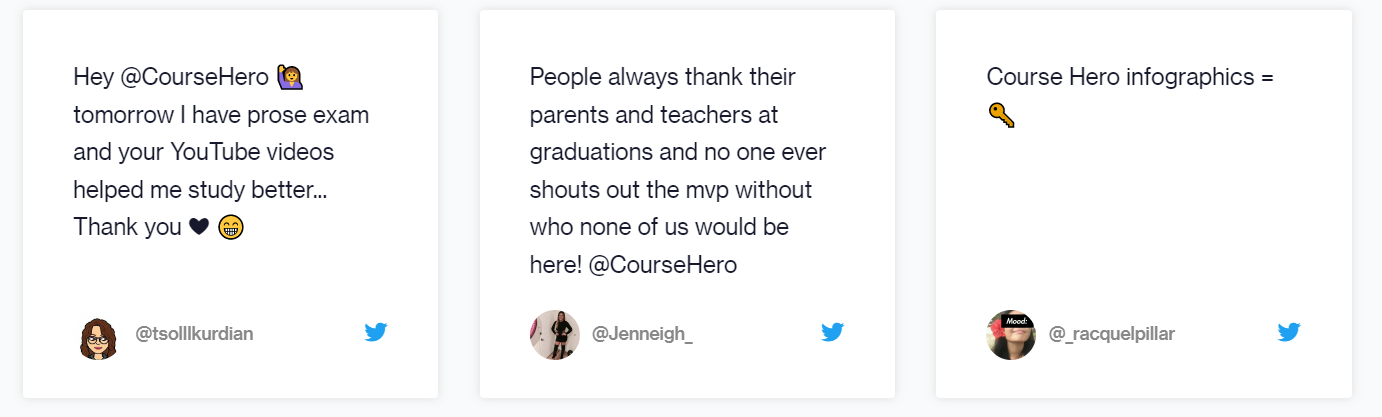 Hey @CourseHero 🙋‍♀️
tomorrow I have prose exam
and your YouTube videos
helped me study better...
Thank you 🖤 😁
@tsolllkurdian
People always thank their
parents and teachers at
graduations and no one ever
shouts out the mvp without
who none of us would be
here! @CourseHero
@Jenneigh_
Course Hero infographics =
🔑
Mood:
@_racquelpillar